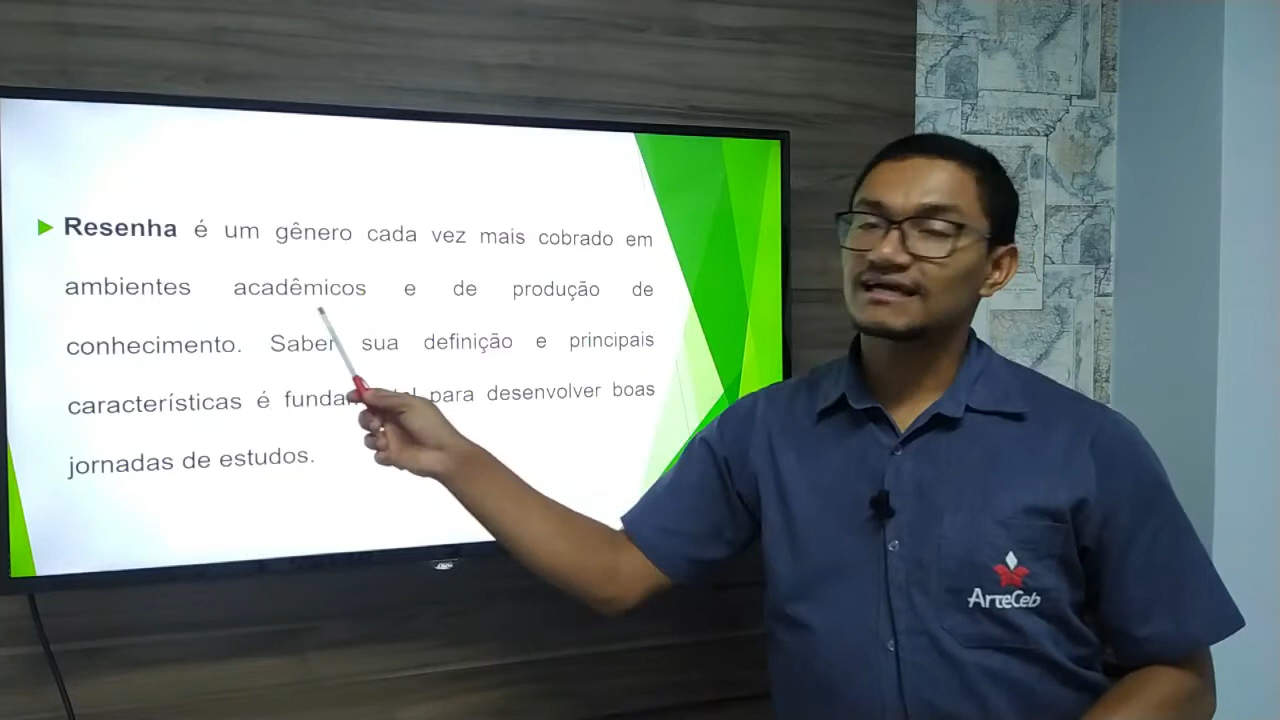 Resenha é um gênero cada vez mais cobrado em
ambientes acadêmicos e de produção de
conhecimento. Saber sua definição e principais
características é fundamental para desenvolver boas
jornadas de estudos.
ArteCeb